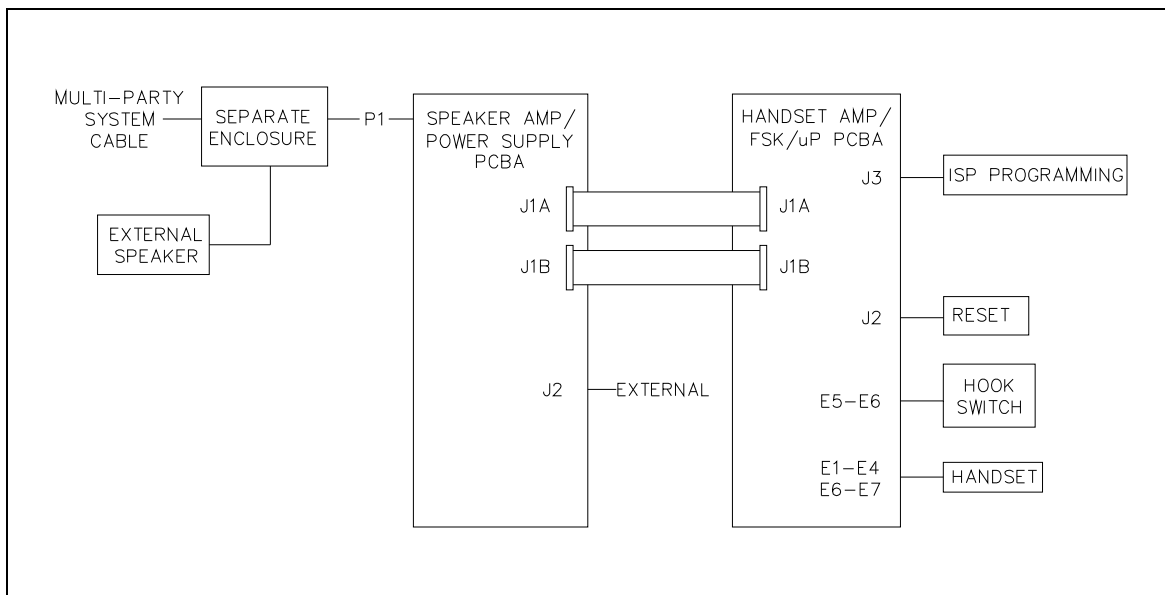 MULTI-PARTY
SYSTEM
CABLE
SEPARATE
ENCLOSURE
P1
EXTERNAL
SPEAKER
SPEAKER AMP/
POWER SUPPLY
PCBA
J1A
J1B
J2
EXTERNAL
HANDSET AMP/
FSK/uP PCBA
J1A
J1B
J3
ISP PROGRAMMING
J2
RESET
E5-E6
HOOK
SWITCH
E1-E4
E6-E7
HANDSET